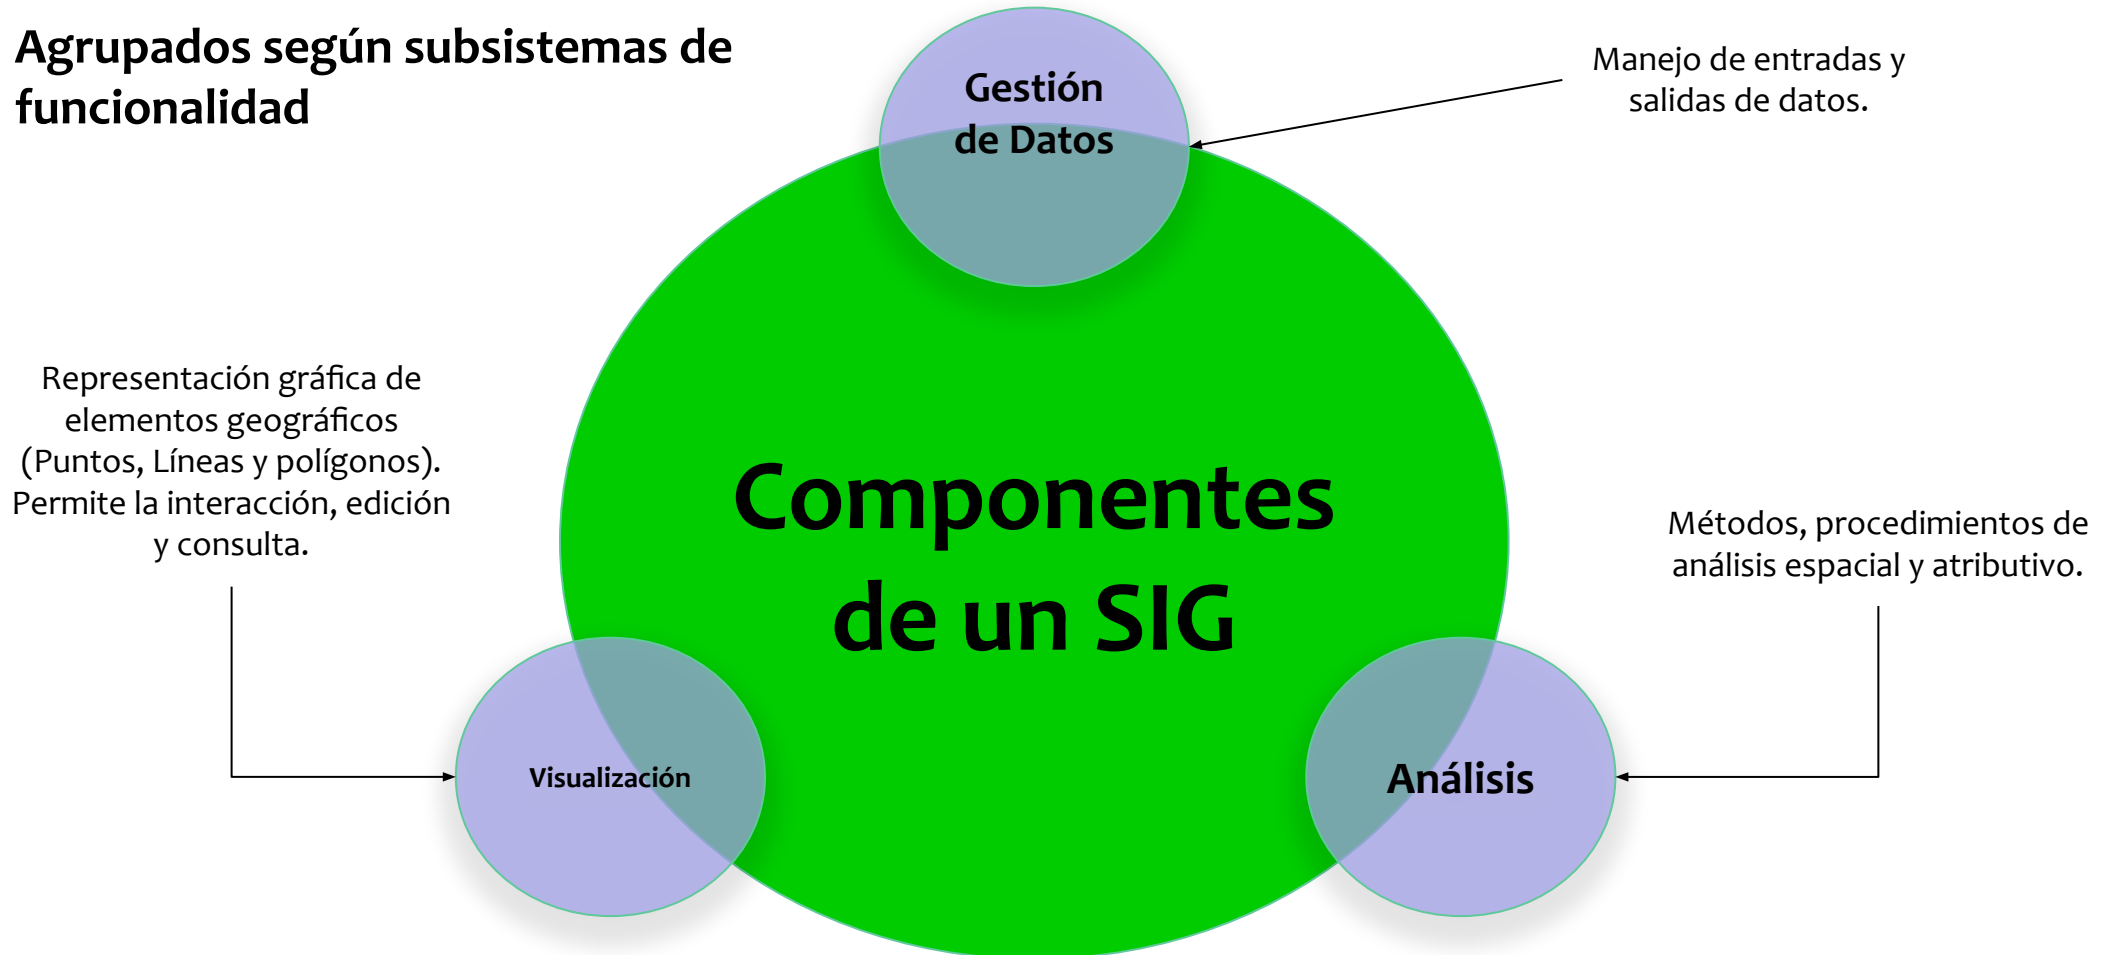 Agrupados según subsistemas de
funcionalidad
Gestión
de Datos
Manejo de entradas y
salidas de datos.
Representación gráfica de
elementos geográficos
(Puntos, Líneas y polígonos).
Permite la interacción, edición
y consulta.
Componentes
de un SIG
Métodos, procedimientos de
análisis espacial y atributivo.
Visualización
Análisis